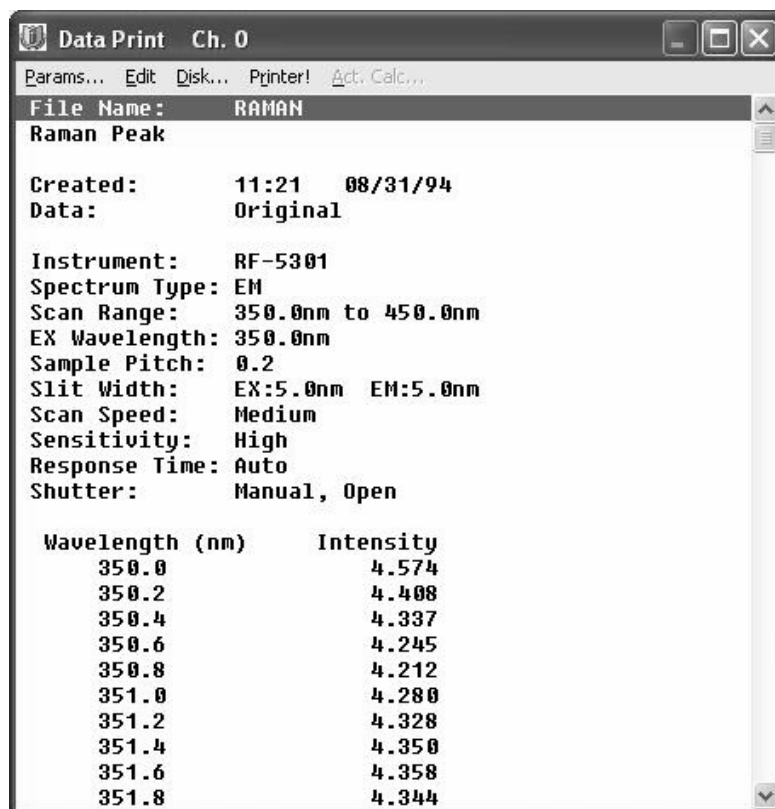 Data Print Ch. 0
Params... Edit Disk... Printer! Act. Calc...
File Name: RAMAN
Raman Peak
Created: 11:21 08/31/94
Data: Original
Instrument: RF-5301
Spectrum Type: EM
Scan Range: 350.0nm to 450.0nm
EX Wavelength: 350.0nm
Sample Pitch: 0.2
Slit Width: EX:5.0nm EM:5.0nm
Scan Speed: Medium
Sensitivity: High
Response Time: Auto
Shutter: Manual, Open
Wavelength (nm) Intensity
350.0 4.574
350.2 4.408
350.4 4.337
350.6 4.245
350.8 4.212
351.0 4.280
351.2 4.328
351.4 4.350
351.6 4.358
351.8 4.344